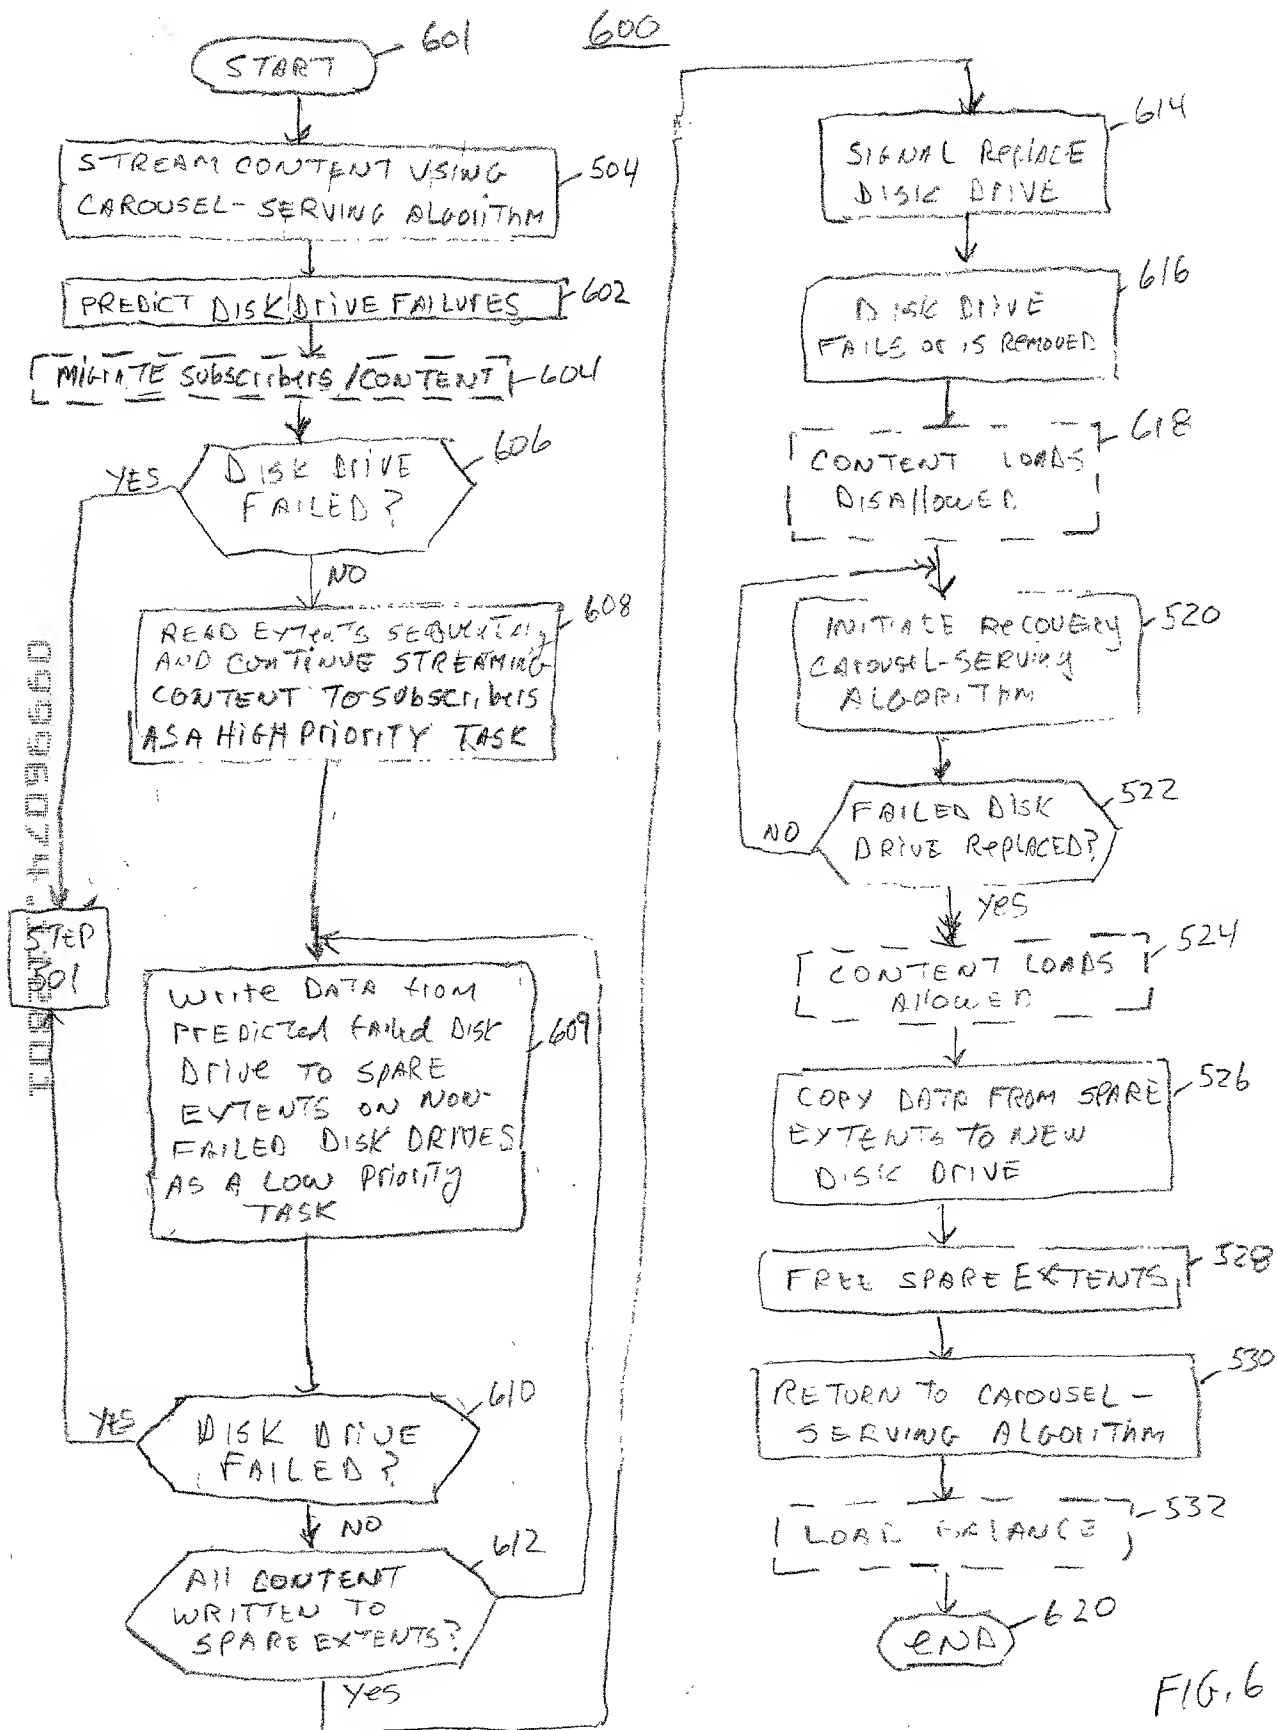 600
START
601
STREAM CONTENT USING
CAROUSEL-SERVING ALGORITHM
504
PREDICT DISK DRIVE FAILURES
602
MIGRATE Subscribers/CONTENT
604
DISK DRIVE
FAILED?
606
YES
NO
READ EXTENTS SEQUENTIALLY
AND CONTINUE STREAMING
CONTENT TO SUBSCRIBERS
AS A HIGH PRIORITY TASK
608
STEP
501
Write DATA from
PREDICTED FAILED DISK
DRIVE TO SPARE
EXTENTS ON NON-
FAILED DISK DRIVES
AS A LOW PRIORITY
TASK
609
DISK DRIVE
FAILED?
610
YES
NO
All CONTENT
WRITTEN TO
SPARE EXTENTS?
612
Yes
SIGNAL REPLACE
DISK DRIVE
614
DISK DRIVE
FAILE OR IS REMOVED
616
CONTENT LOADS
DISALLOWED
618
INITIATE RECOVERY
CAROUSEL-SERVING
ALGORITHM
520
FAILED DISK
DRIVE REPLACED?
522
NO
Yes
CONTENT LOADS
ALLOWED
524
COPY DATA FROM SPARE
EXTENTS TO NEW
DISK DRIVE
526
FREE SPARE EXTENTS
528
RETURN TO CAROUSEL-
SERVING ALGORITHM
530
LOAD BALANCE
532
END
620
FIG. 6